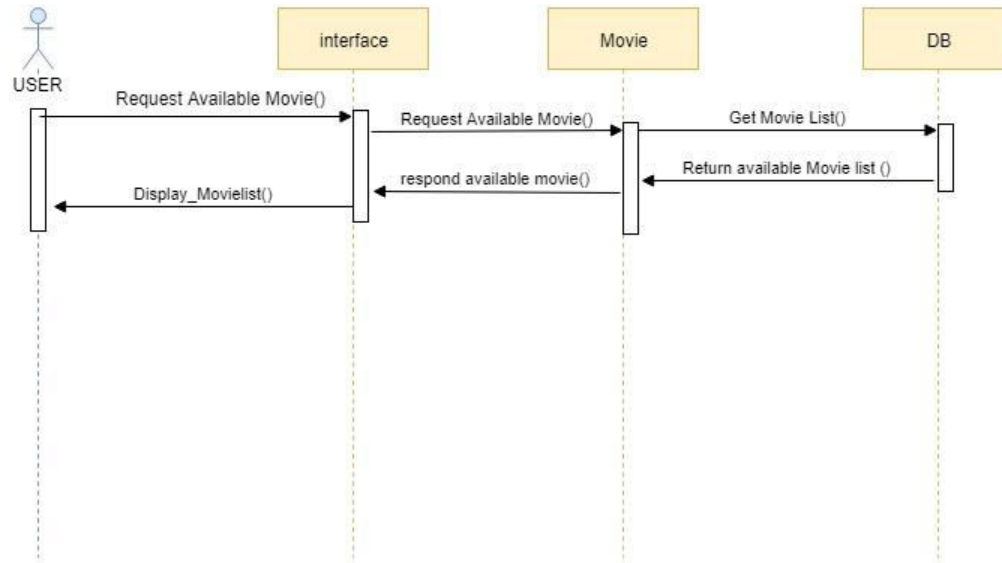 interface
Movie
DB
USER
Request Available Movie()
Request Available Movie()
Get Movie List()
Return available Movie list ()
respond available movie()
Display_Movielist()